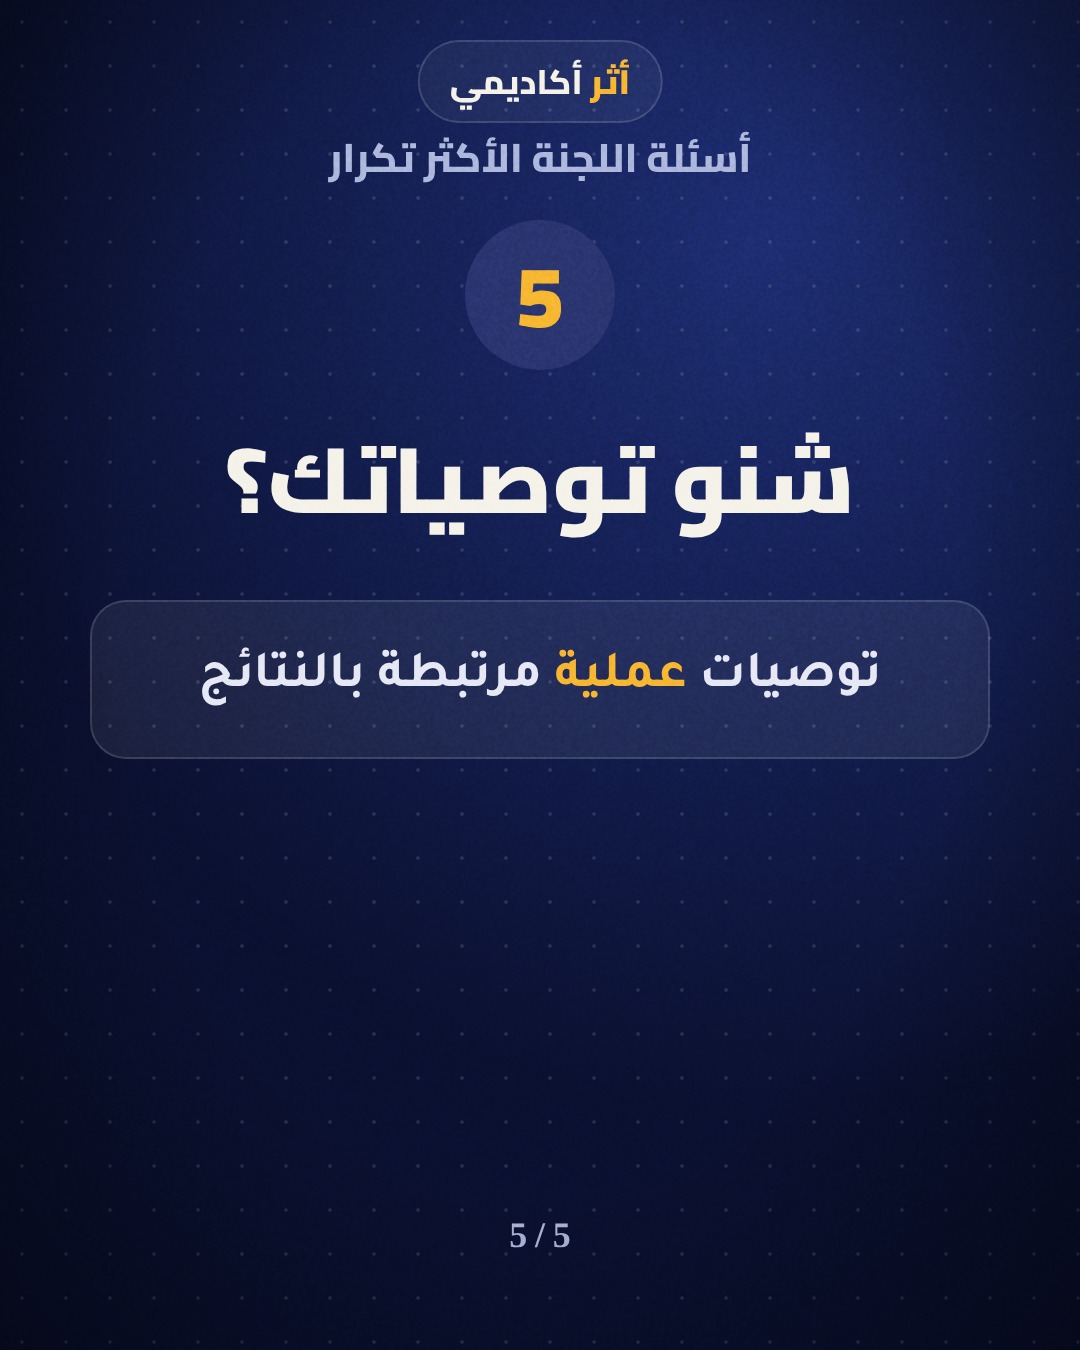 أثر أكاديمي
أسئلة اللجنة الأكثر تكرار
5
شنو توصياتك؟
توصيات عملية مرتبطة بالنتائج
5 / 5